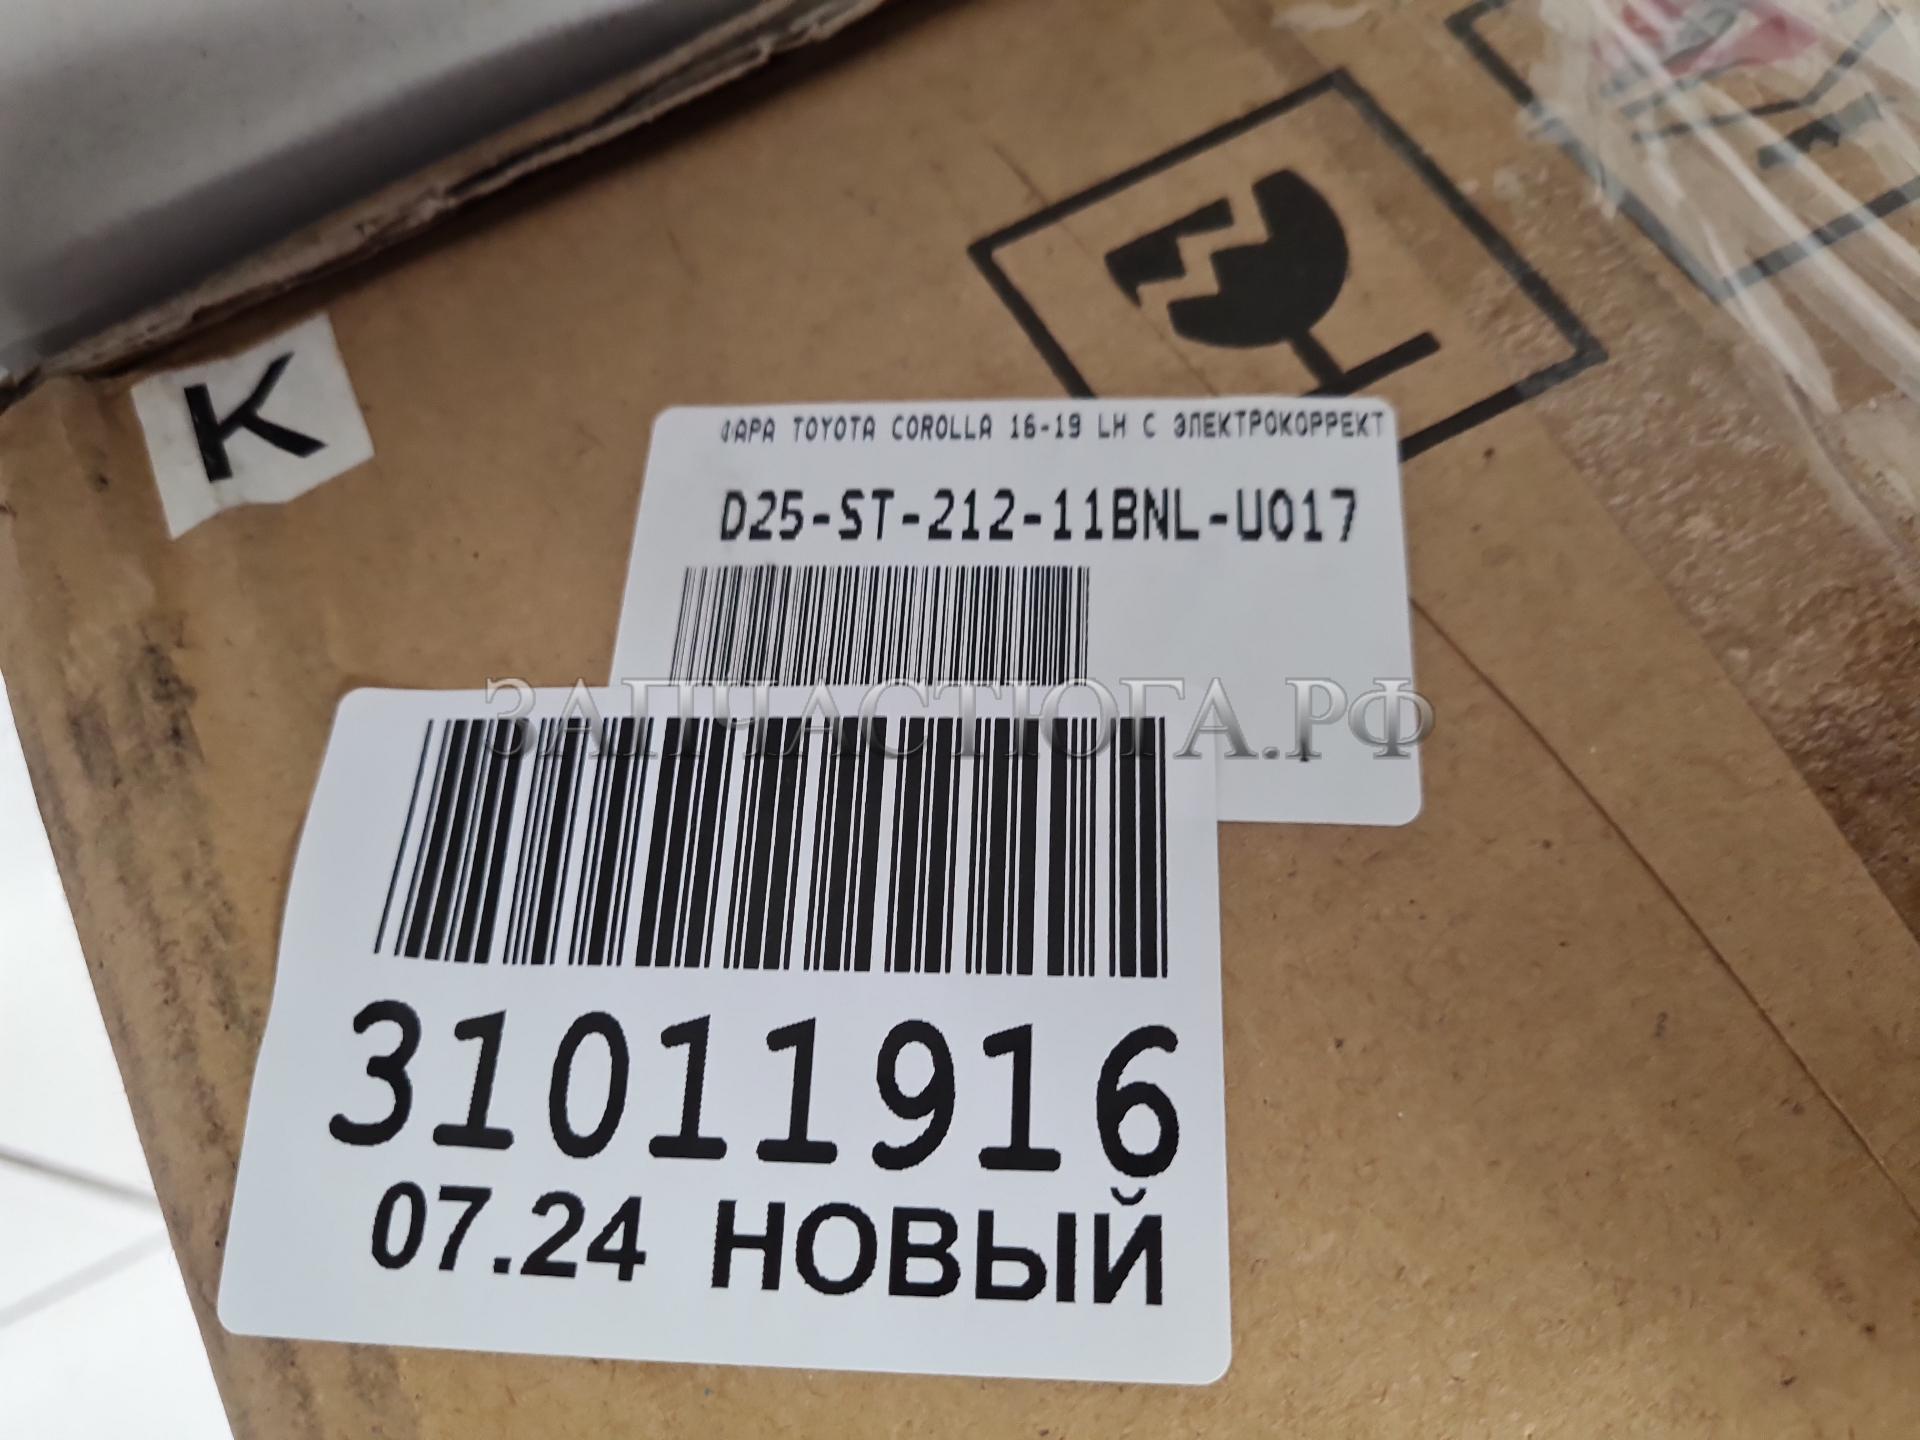 K
ФАРА TOYOTA COROLLA 16-19 LH С ЭЛЕКТРОКОРРЕКТ
D25-ST-212-11BNL-U017
ЗАПЧАСТЮГА.РФ
31011916
07.24 НОВЫЙ